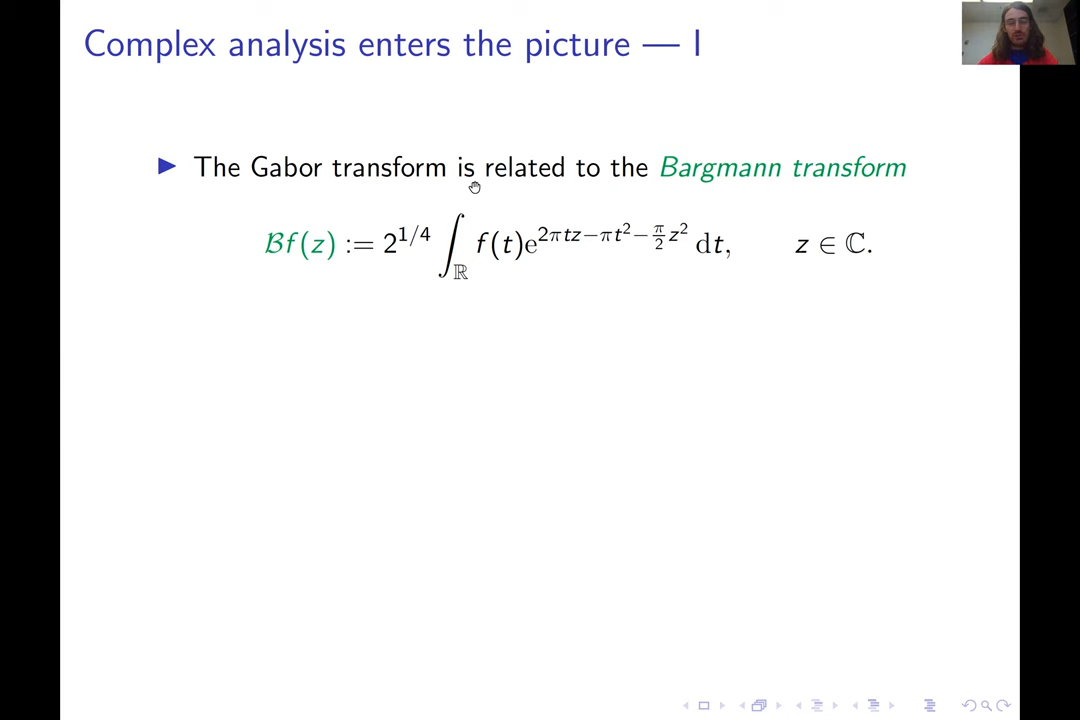 Complex analysis enters the picture — I
▶ The Gabor transform is related to the Bargmann transform
ℬf(z) := 2^{1/4} ∫_ℝ f(t)e^{2πtz−πt²−\frac{π}{2}z²} dt, z ∈ ℂ.